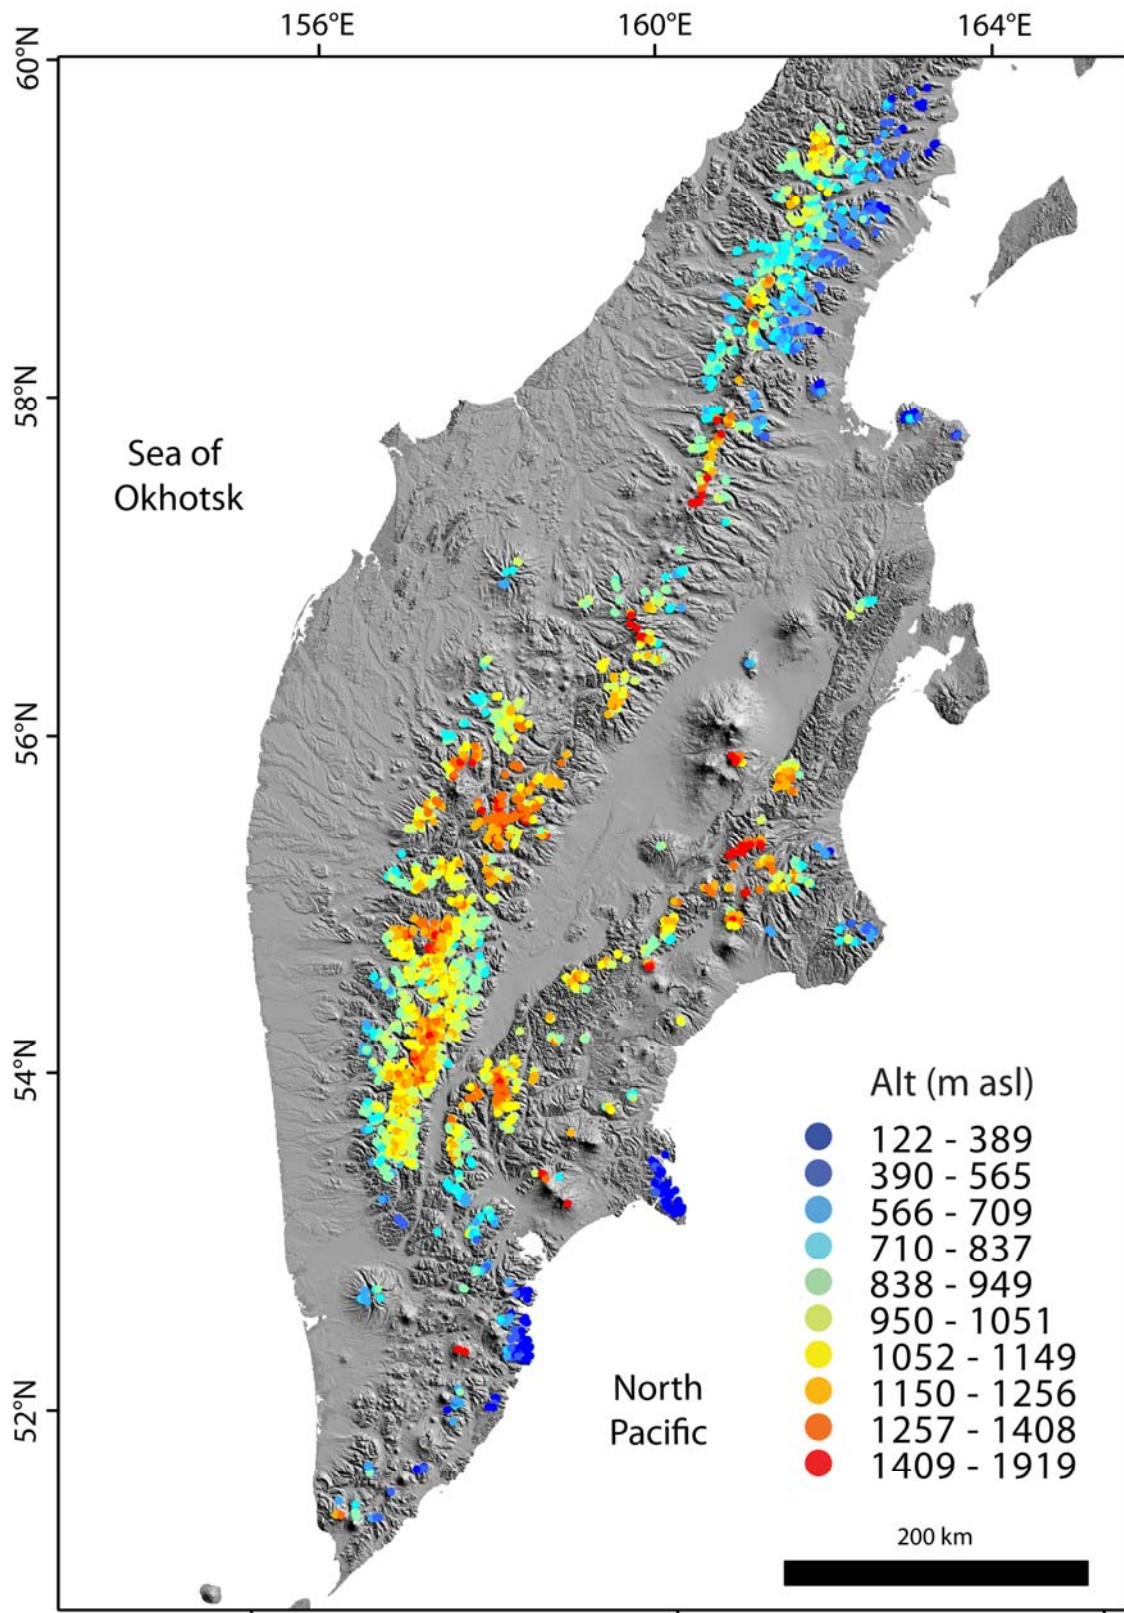 156°E
160°E
164°E
60°N
58°N
Sea of
Okhotsk
56°N
54°N
Alt (m asl)
122 - 389
390 - 565
566 - 709
710 - 837
838 - 949
950 - 1051
1052 - 1149
1150 - 1256
1257 - 1408
1409 - 1919
52°N
North
Pacific
200 km